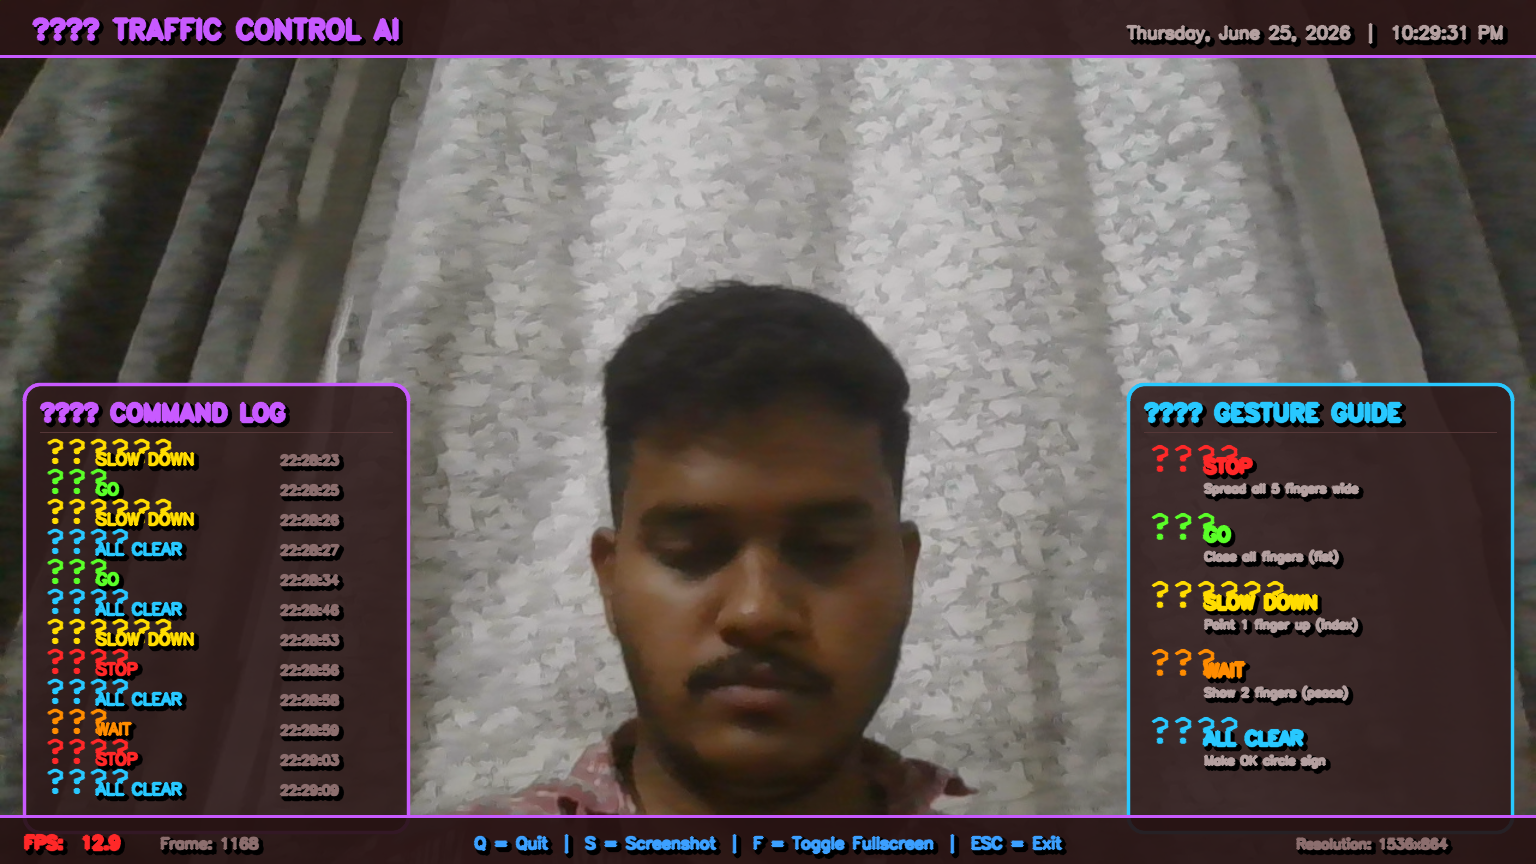 ???? TRAFFIC CONTROL AI
Thursday, June 25, 2026 | 10:29:31 PM
???? COMMAND LOG
?????? SLOW DOWN 22:28:23
??? GO 22:28:25
?????? SLOW DOWN 22:28:26
???? ALL CLEAR 22:28:27
??? GO 22:28:34
???? ALL CLEAR 22:28:46
?????? SLOW DOWN 22:28:53
???? STOP 22:28:56
???? ALL CLEAR 22:28:58
??? WAIT 22:28:59
???? STOP 22:29:03
???? ALL CLEAR 22:29:09
???? GESTURE GUIDE
???? STOP
Spread all 5 fingers wide
??? GO
Close all fingers (fist)
?????? SLOW DOWN
Point 1 finger up (index)
??? WAIT
Show 2 fingers (peace)
???? ALL CLEAR
Make OK circle sign
FPS: 12.9
Frame: 1168
Q = Quit | S = Screenshot | F = Toggle Fullscreen | ESC = Exit
Resolution: 1536x864